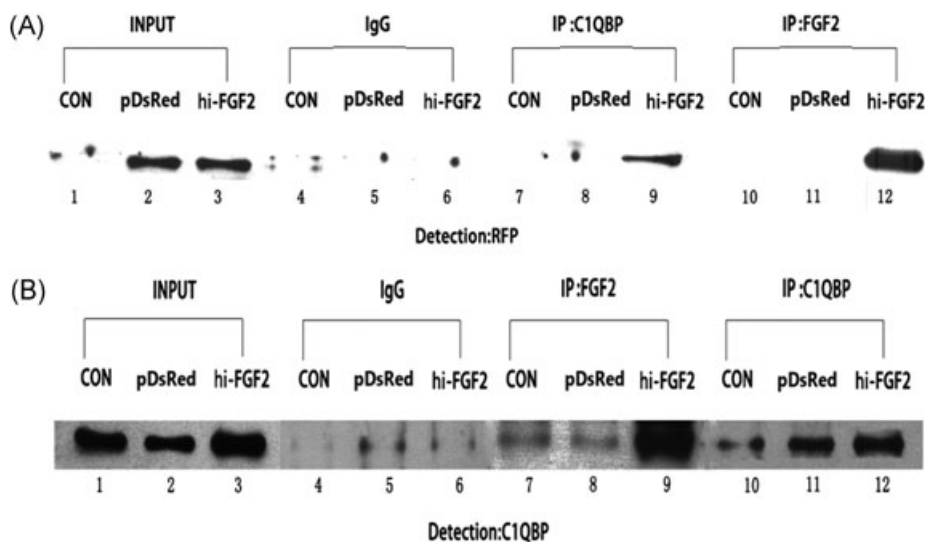 (A)
INPUT IgG IP:C1QBP IP:FGF2
CON pDsRed hi-FGF2 CON pDsRed hi-FGF2 CON pDsRed hi-FGF2 CON pDsRed hi-FGF2
1 2 3 4 5 6 7 8 9 10 11 12
Detection:RFP
(B)
INPUT IgG IP:FGF2 IP:C1QBP
CON pDsRed hi-FGF2 CON pDsRed hi-FGF2 CON pDsRed hi-FGF2 CON pDsRed hi-FGF2
1 2 3 4 5 6 7 8 9 10 11 12
Detection:C1QBP